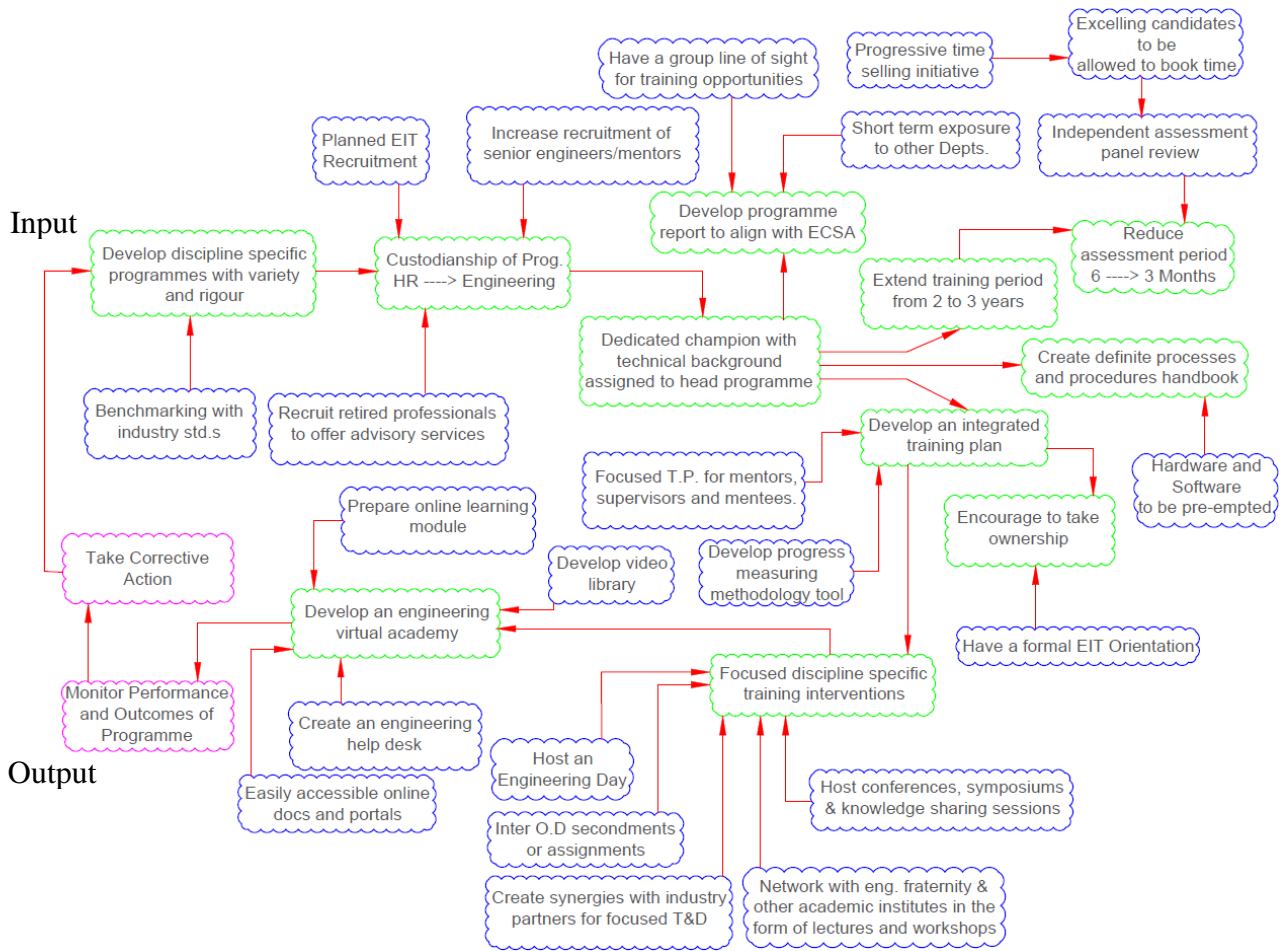 Excelling candidates
to be
allowed to book time
Progressive time
selling initiative
Have a group line of sight
for training opportunities
Planned EIT
Recruitment
Increase recruitment of
senior engineers/mentors
Short term exposure
to other Depts.
Independent assessment
panel review
Input
Develop discipline specific
programmes with variety
and rigour
Custodianship of Prog.
HR ----> Engineering
Develop programme
report to align with ECSA
Extend training period
from 2 to 3 years
Reduce
assessment period
6 ----> 3 Months
Dedicated champion with
technical background
assigned to head programme
Create definite processes
and procedures handbook
Benchmarking with
industry std.s
Recruit retired professionals
to offer advisory services
Develop an integrated
training plan
Focused T.P. for mentors,
supervisors and mentees.
Hardware and
Software
to be pre-empted
Prepare online learning
module
Encourage to take
ownership
Take Corrective
Action
Develop video
library
Develop progress
measuring
methodology tool
Develop an engineering
virtual academy
Have a formal EIT Orientation
Focused discipline specific
training interventions
Monitor Performance
and Outcomes of
Programme
Create an engineering
help desk
Output
Host an
Engineering Day
Easily accessible online
docs and portals
Host conferences, symposiums
& knowledge sharing sessions
Inter O.D secondments
or assignments
Create synergies with industry
partners for focused T&D
Network with eng. fraternity &
other academic institutes in the
form of lectures and workshops